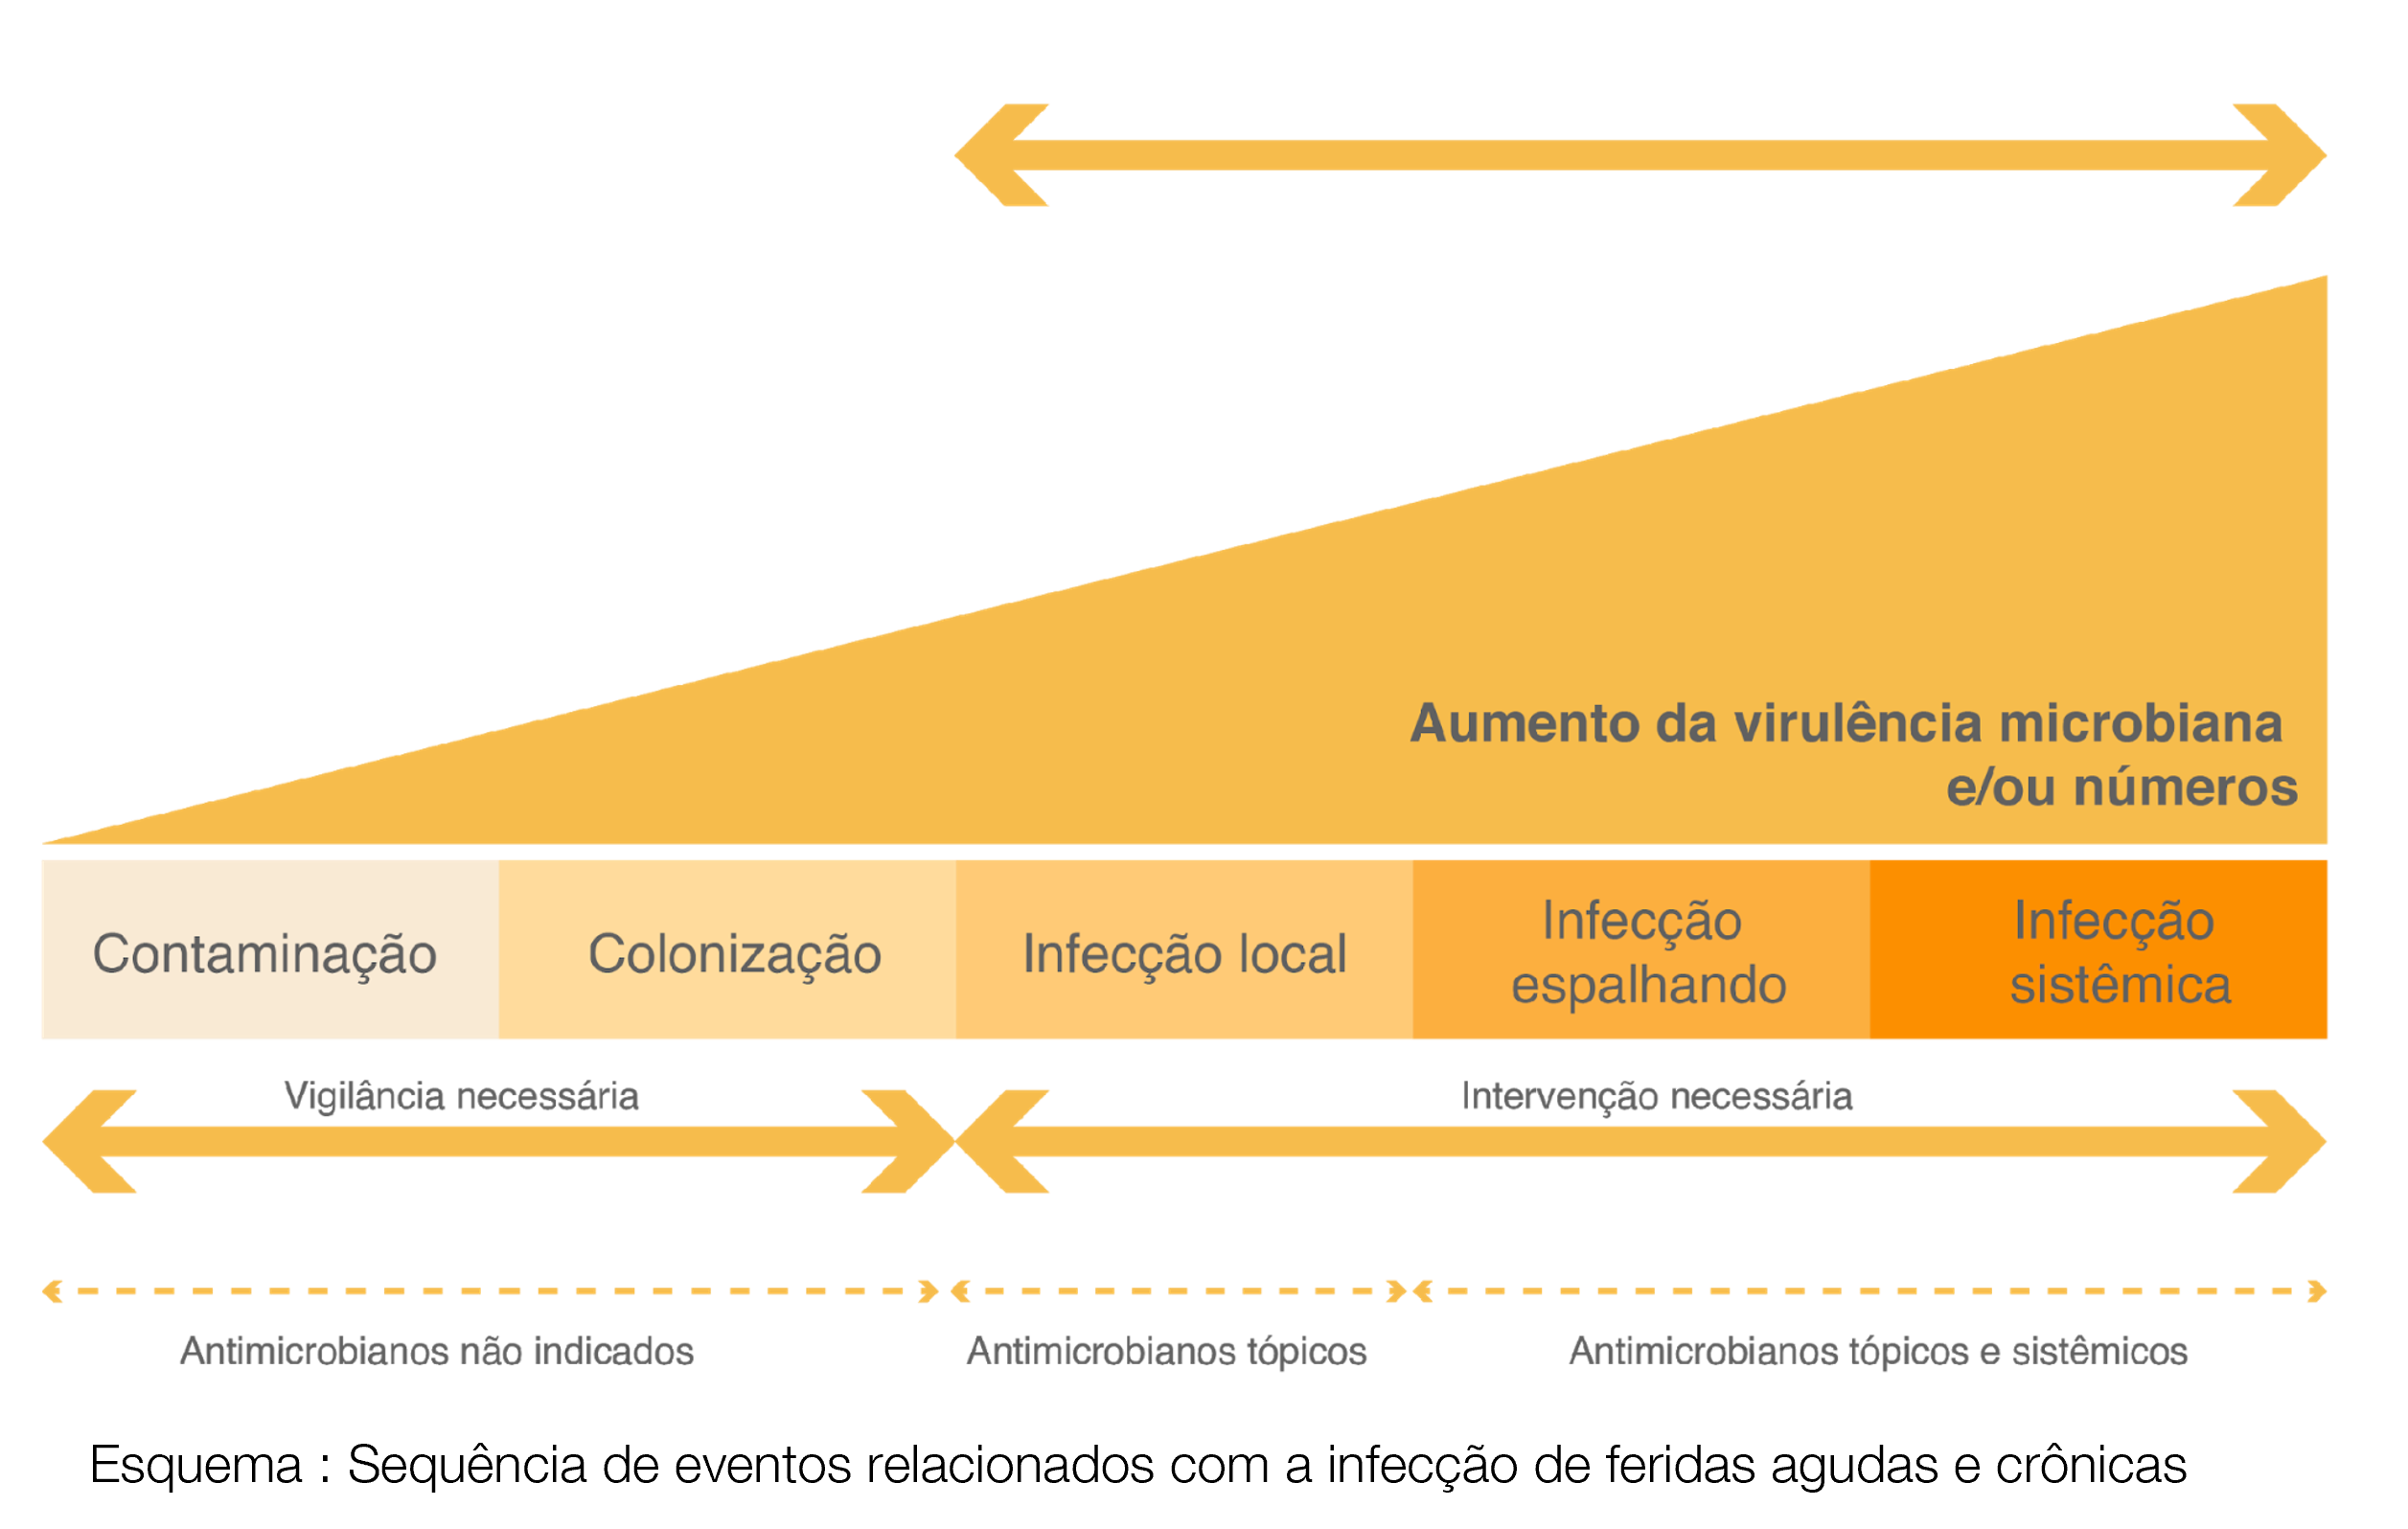 Aumento da virulência microbiana
e/ou números
Contaminação
Colonização
Infecção local
Infecção
espalhando
Infecção
sistêmica
Vigilância necessária
Intervenção necessária
Antimicrobianos não indicados
Antimicrobianos tópicos
Antimicrobianos tópicos e sistêmicos
Esquema : Sequência de eventos relacionados com a infecção de feridas agudas e crônicas